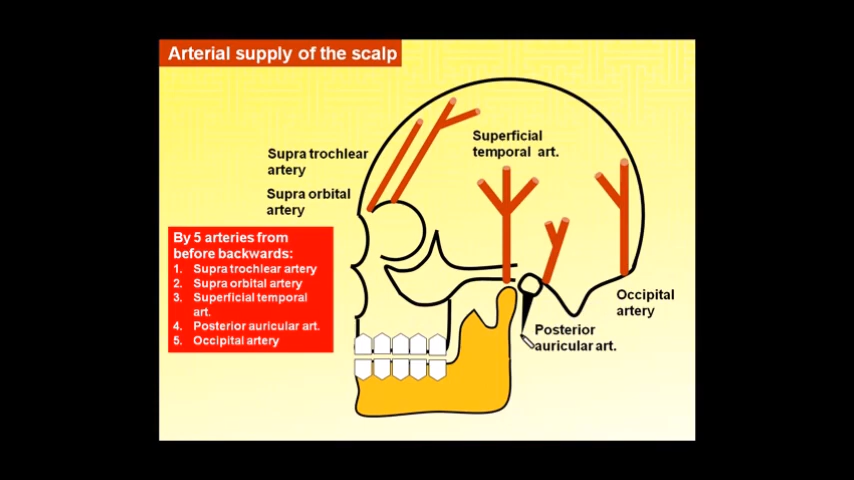 Arterial supply of the scalp
Superficial
temporal art.
Supra trochlear
artery
Supra orbital
artery
By 5 arteries from
before backwards:
1. Supra trochlear artery
2. Supra orbital artery
3. Superficial temporal
art.
4. Posterior auricular art.
5. Occipital artery
Occipital
artery
Posterior
auricular art.